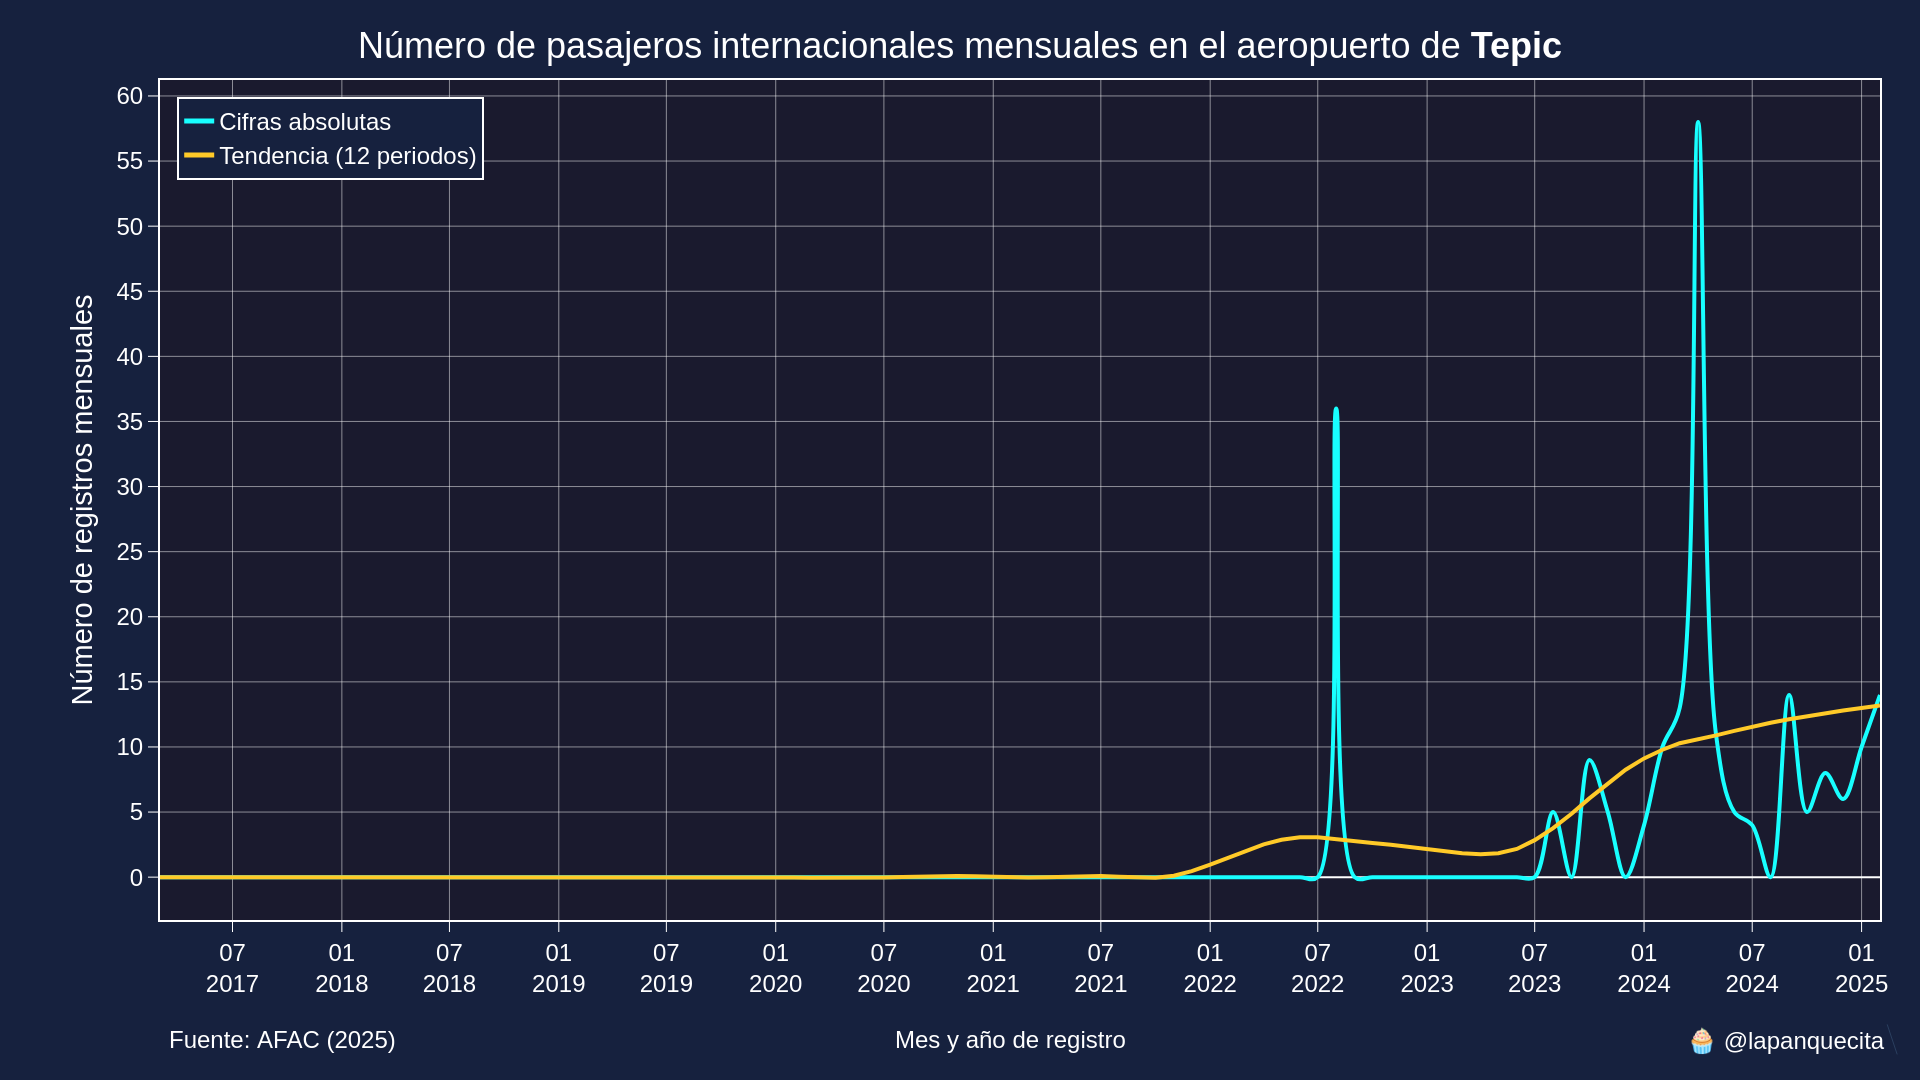 Número de pasajeros internacionales mensuales en el aeropuerto de Tepic
Cifras absolutas
Tendencia (12 periodos)
Número de registros mensuales
60
55
50
45
40
35
30
25
20
15
10
5
0
07 01 07 01 07 01 07 01 07 01 07 01 07 01 07 01
2017 2018 2018 2019 2019 2020 2020 2021 2021 2022 2022 2023 2023 2024 2024 2025
Fuente: AFAC (2025)
Mes y año de registro
🧁 @lapanquecita